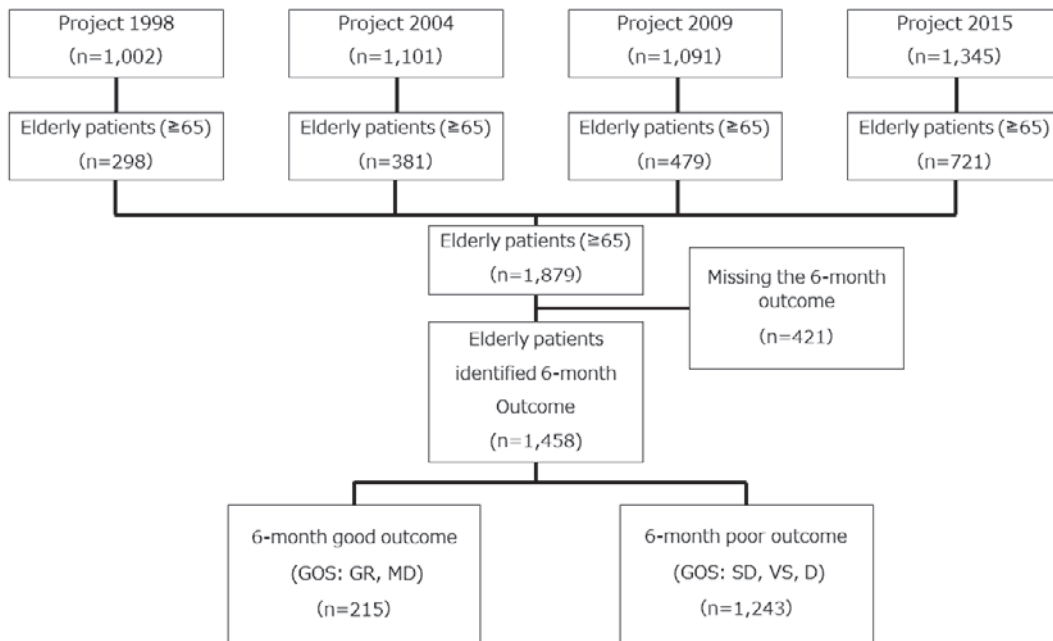 Project 1998
(n=1,002)
Project 2004
(n=1,101)
Project 2009
(n=1,091)
Project 2015
(n=1,345)
Elderly patients (≧65)
(n=298)
Elderly patients (≧65)
(n=381)
Elderly patients (≧65)
(n=479)
Elderly patients (≧65)
(n=721)
Elderly patients (≧65)
(n=1,879)
Missing the 6-month
outcome
(n=421)
Elderly patients
identified 6-month
Outcome
(n=1,458)
6-month good outcome
(GOS: GR, MD)
(n=215)
6-month poor outcome
(GOS: SD, VS, D)
(n=1,243)